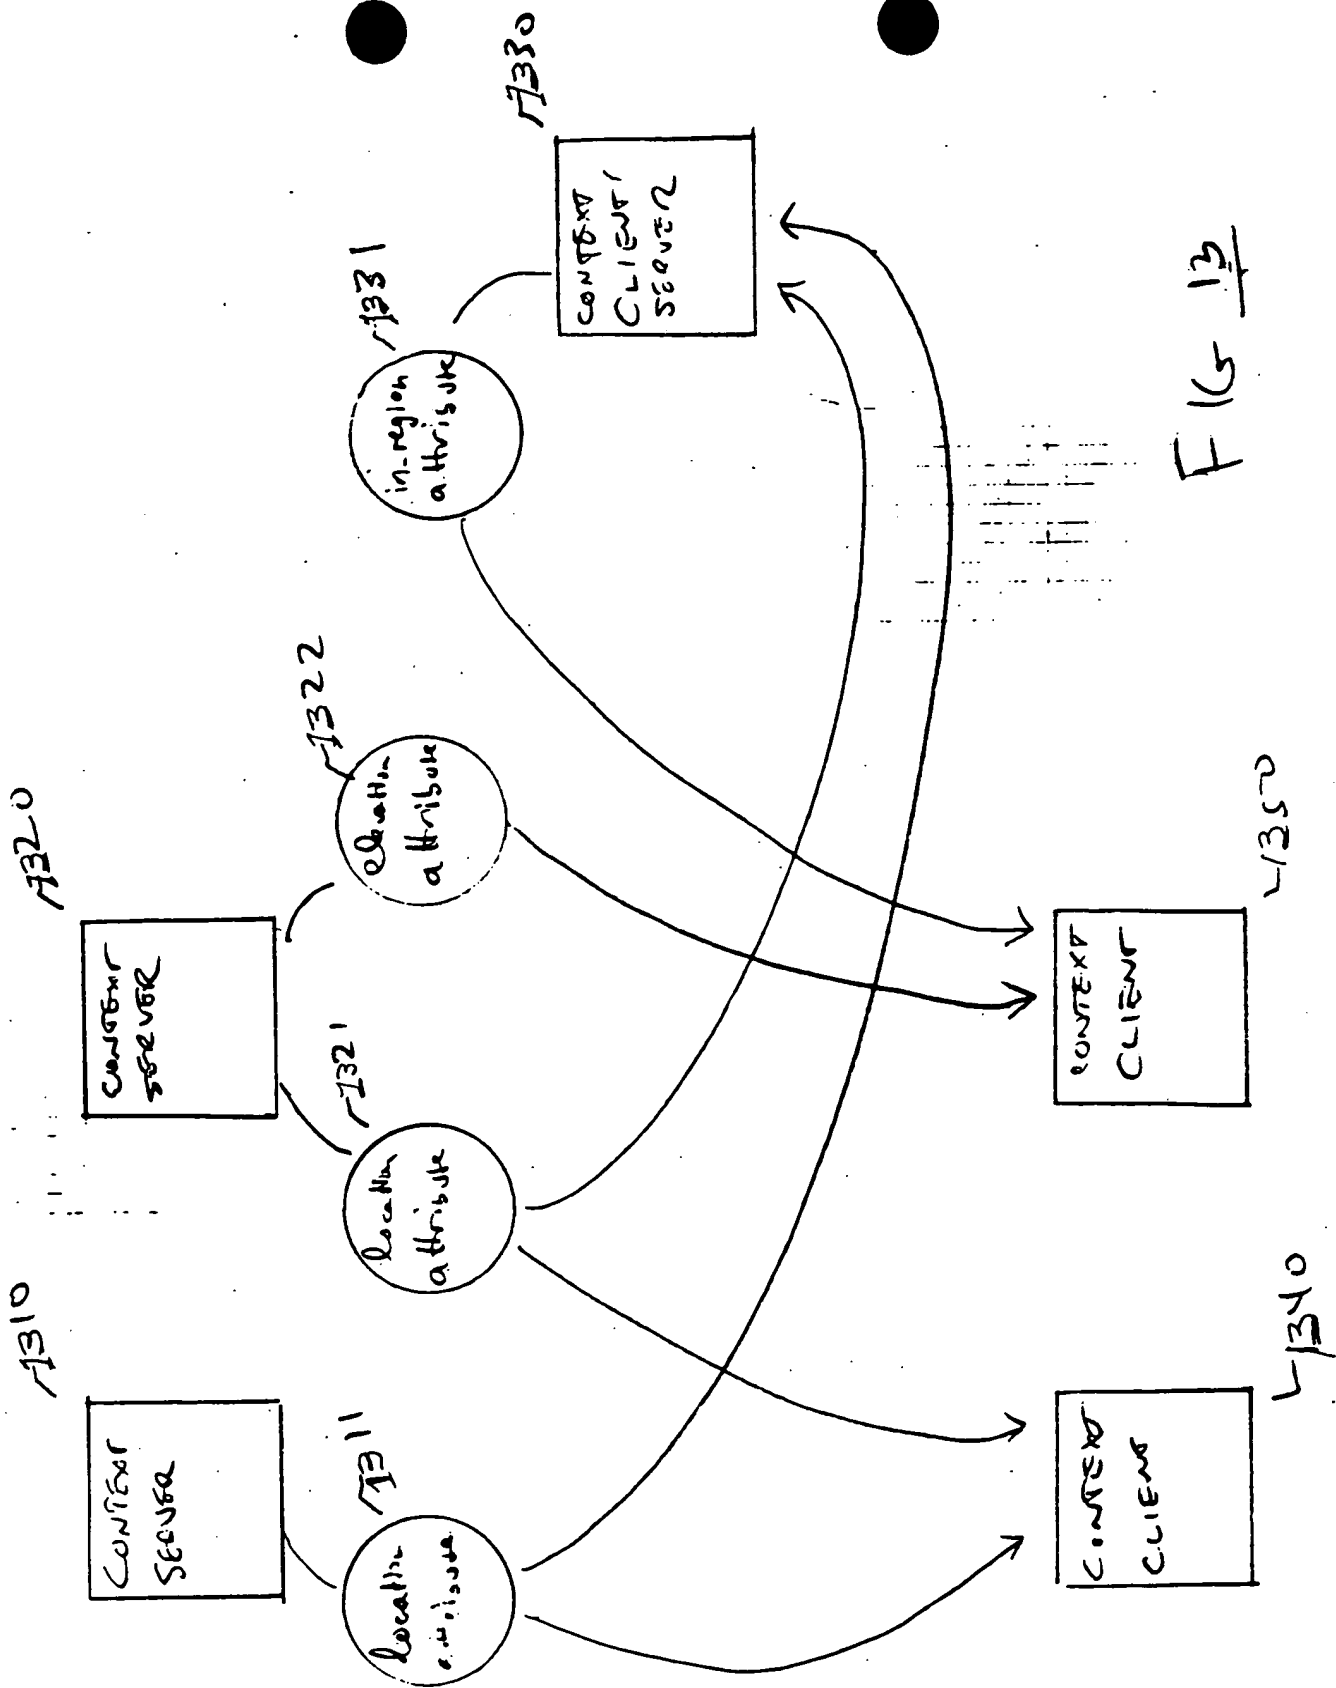 1310
CONTEXT
SERVER
1320
CONTEXT
SERVER
1311
location
attribute
1321
location
attribute
1322
elevation
attribute
1331
in-region
attribute
1330
CONTEXT
CLIENT/
SERVER
CONTEXT
CLIENT
1340
CONTEXT
CLIENT
1350
FIG 13